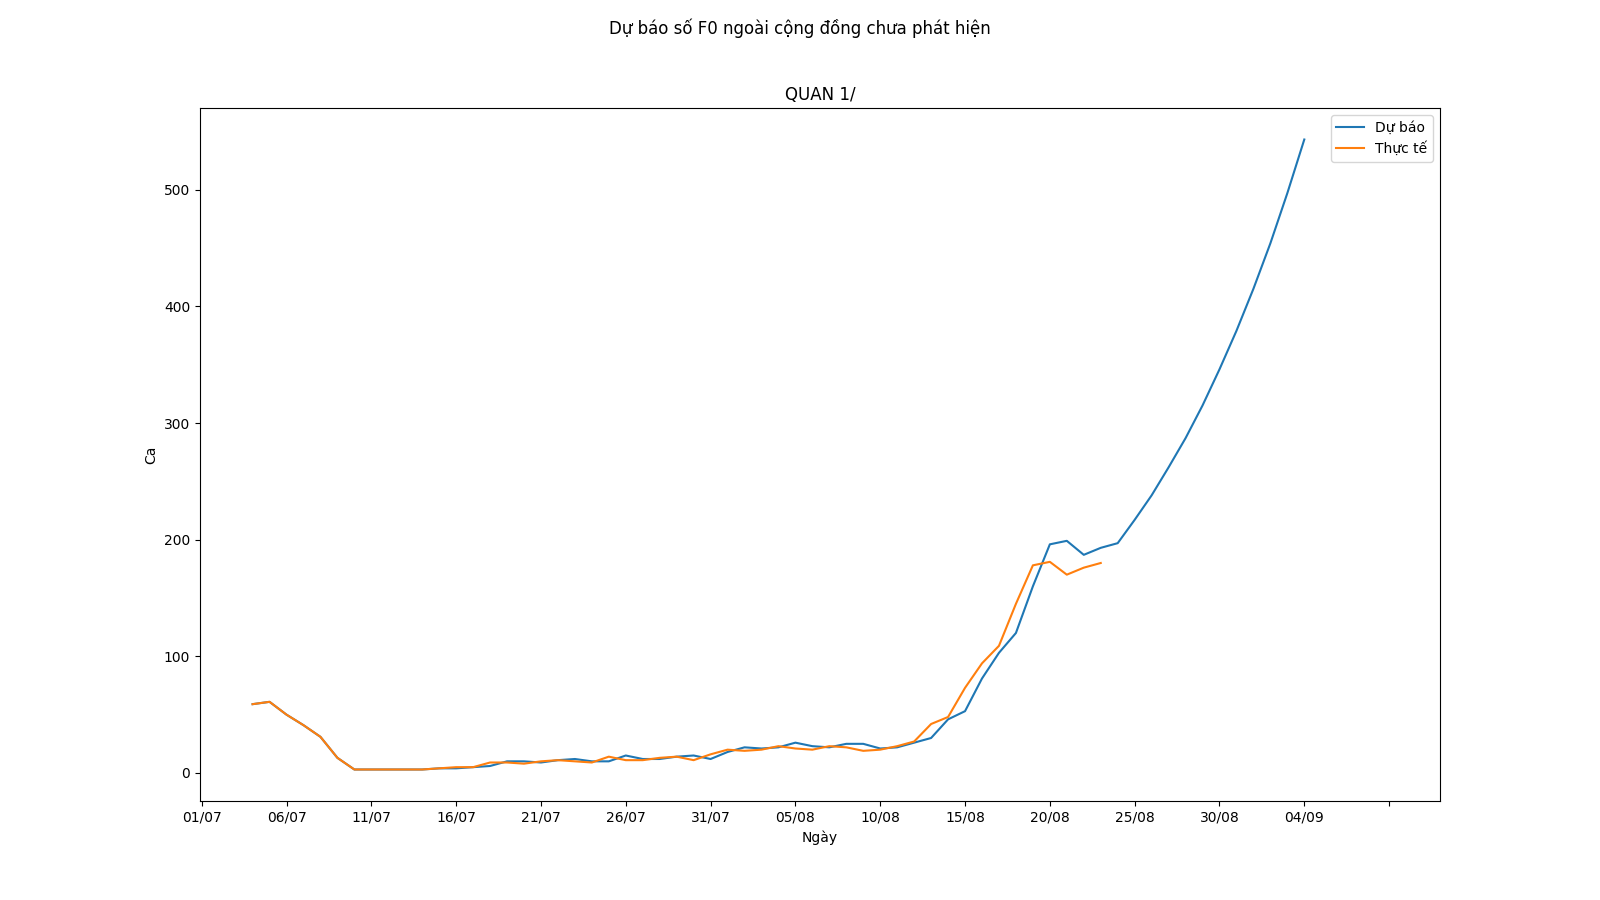 Dự báo số F0 ngoài cộng đồng chưa phát hiện
QUAN 1/
Dự báo
Thực tế
500
400
300
200
100
0
Ca
01/07 06/07 11/07 16/07 21/07 26/07 31/07 05/08 10/08 15/08 20/08 25/08 30/08 04/09
Ngày